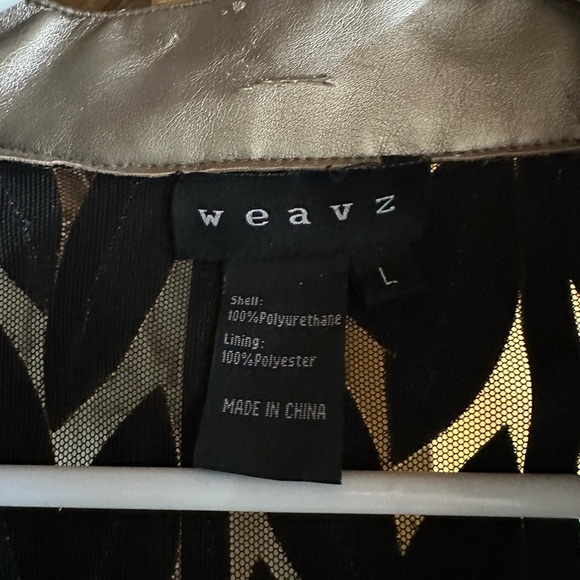 weavz
L
Shell:
100%Polyurethane
Lining:
100%Polyester
MADE IN CHINA